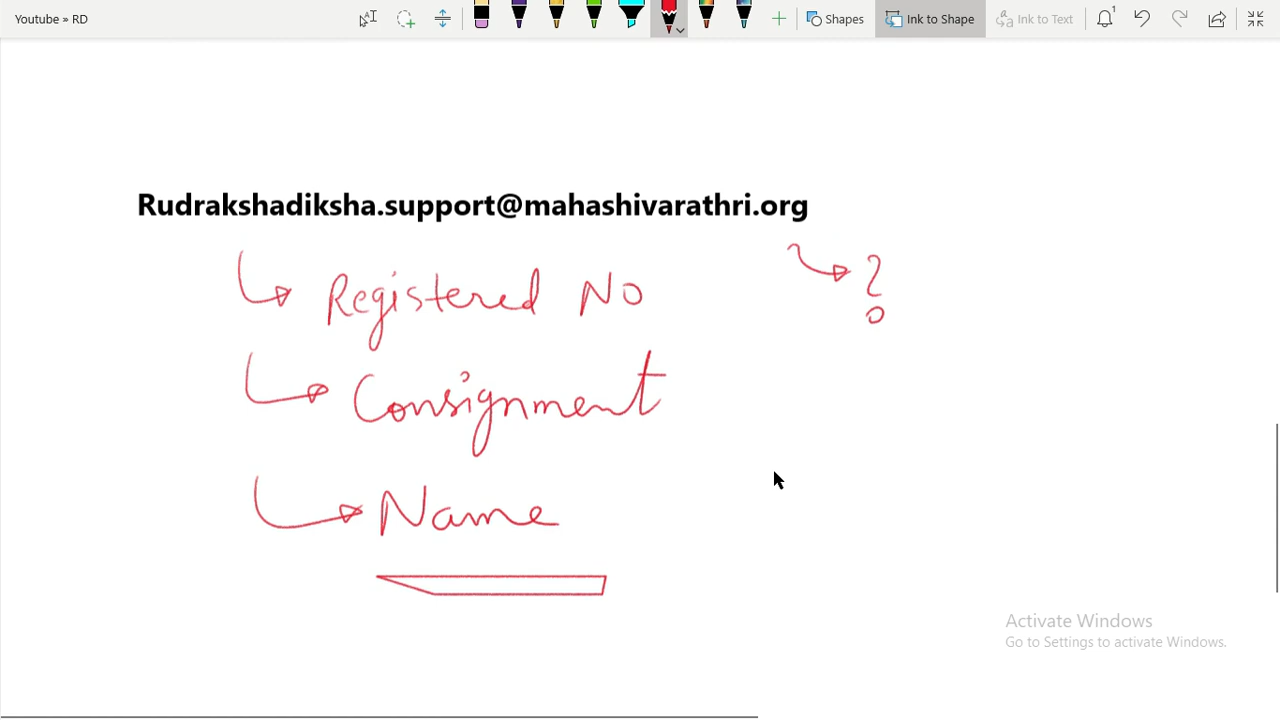 Youtube » RD
Shapes
Ink to Shape
Ink to Text
1
Rudrakshadiksha.support@mahashivarathri.org
?
Registered No
Consignment
Name
Activate Windows
Go to Settings to activate Windows.